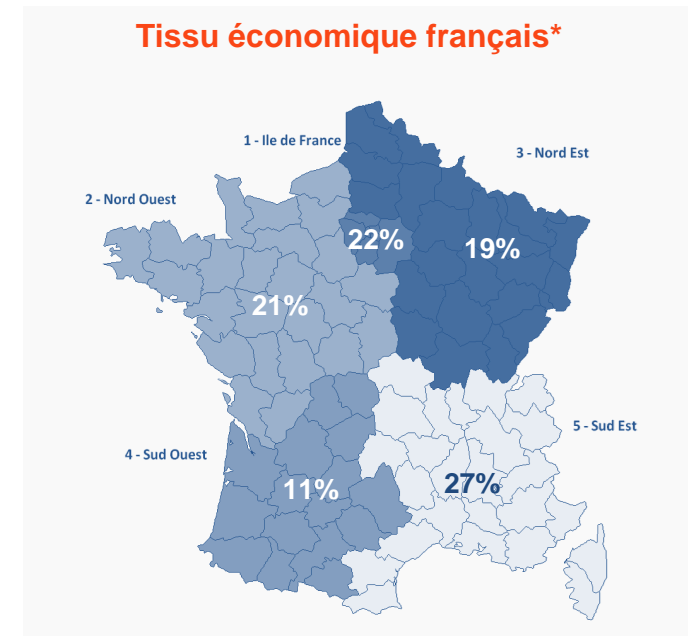 Tissu économique français*
1 - Ile de France
3 - Nord Est
2 - Nord Ouest
22%
19%
21%
5 - Sud Est
4 - Sud Ouest
11%
27%